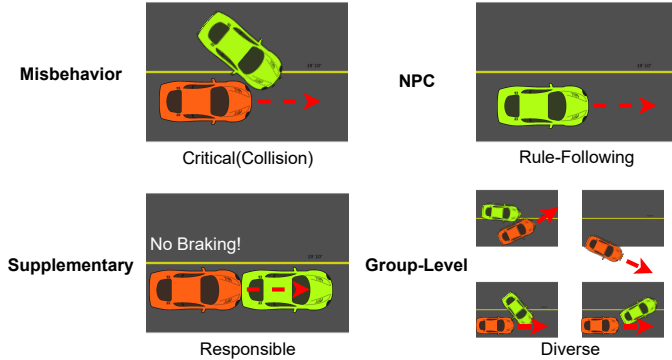 Misbehavior
Critical(Collision)
NPC
Rule-Following
Supplementary
No Braking!
Responsible
Group-Level
Diverse